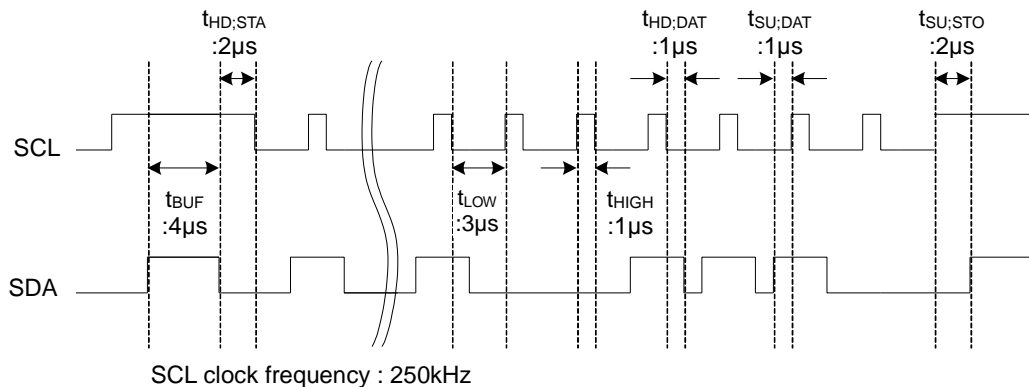 tHD;STA
:2µs
tHD;DAT
:1µs
tSU;DAT
:1µs
tSU;STO
:2µs
SCL
tBUF
:4µs
tLOW
:3µs
tHIGH
:1µs
SDA
SCL clock frequency : 250kHz